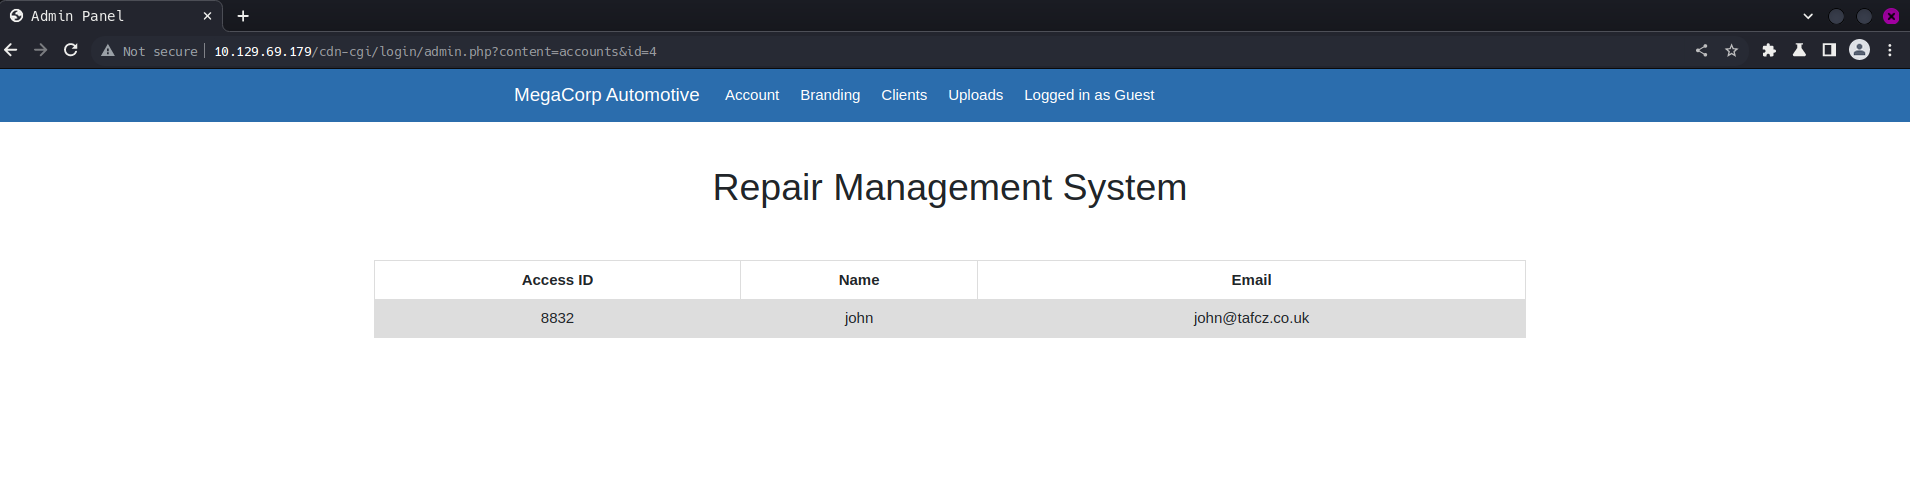 Admin Panel
Not secure 10.129.69.179/cdn-cgi/login/admin.php?content=accounts&id=4
MegaCorp Automotive Account Branding Clients Uploads Logged in as Guest
Repair Management System
Access ID Name Email
8832 john john@tafcz.co.uk